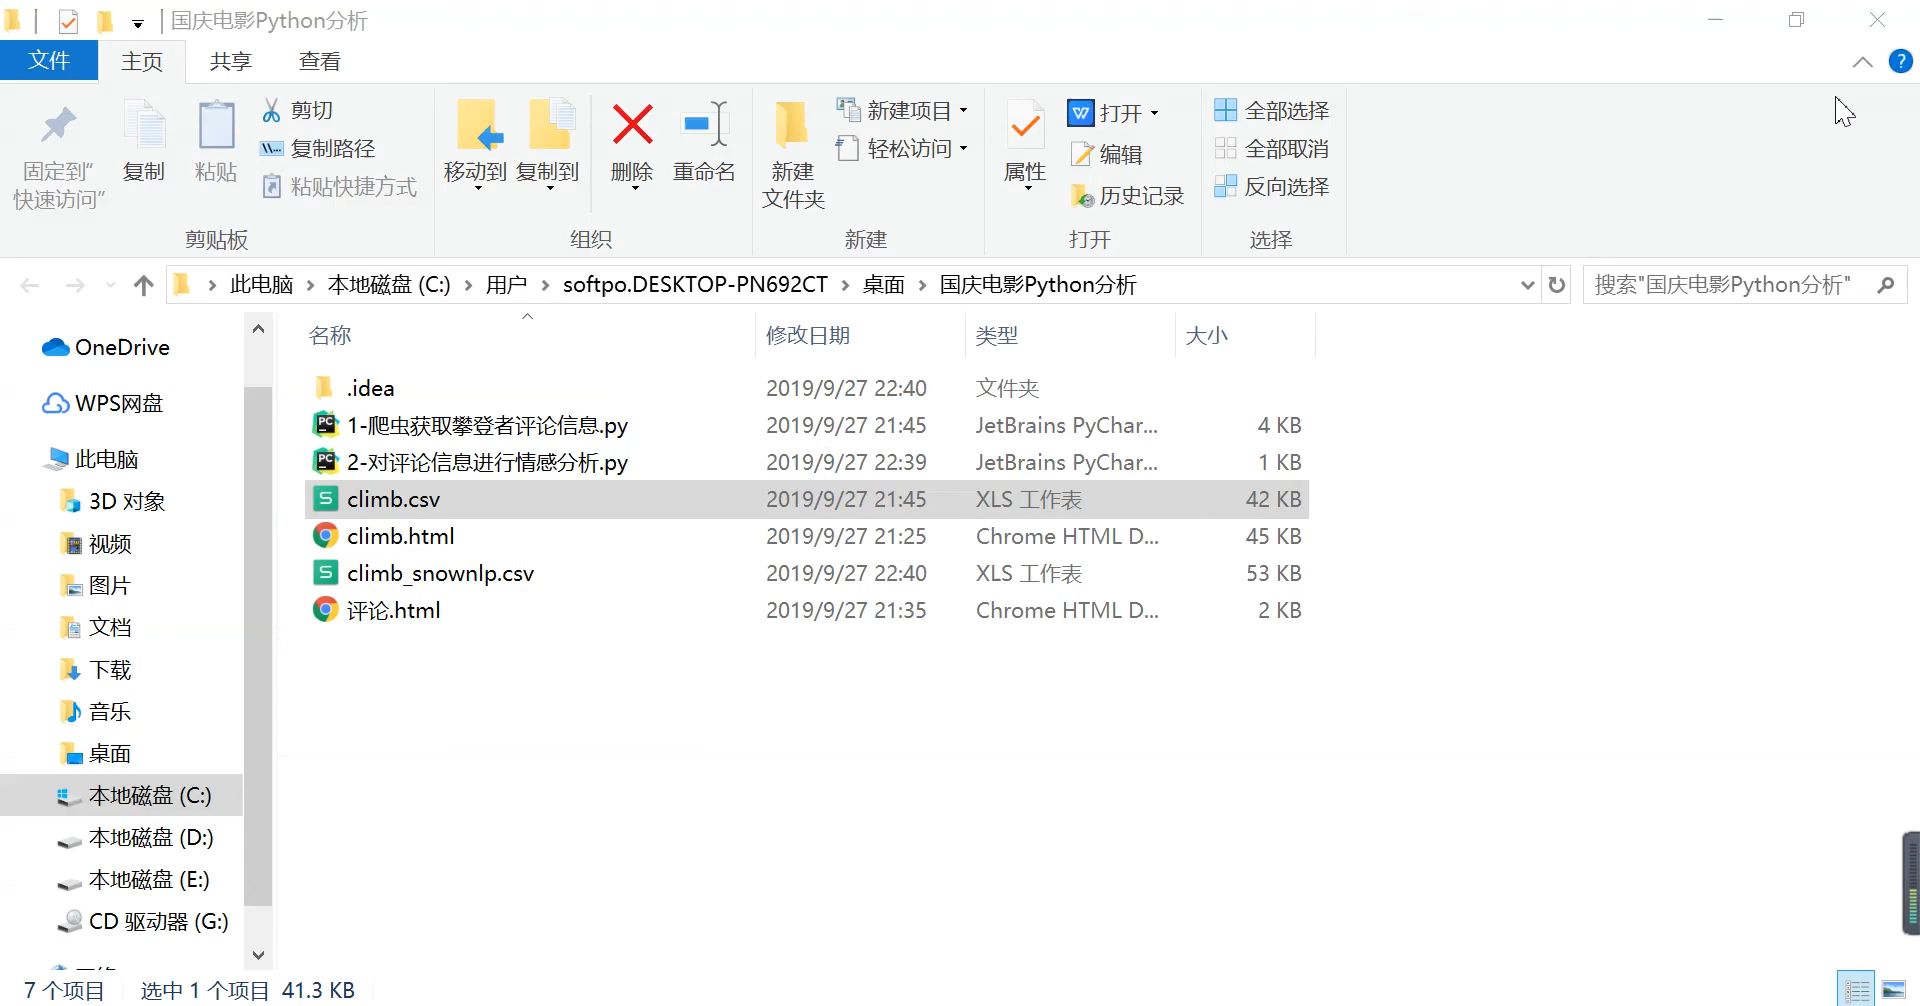 国庆电影Python分析
文件 主页 共享 查看
固定到"
快速访问"
复制
粘贴
剪切
复制路径
粘贴快捷方式
剪贴板
移动到
复制到
删除
重命名
组织
新建
文件夹
新建项目
轻松访问
新建
属性
打开
编辑
历史记录
打开
全部选择
全部取消
反向选择
选择
此电脑 本地磁盘 (C:) 用户 softpo.DESKTOP-PN692CT 桌面 国庆电影Python分析
搜索"国庆电影Python分析"
OneDrive
WPS网盘
此电脑
3D 对象
视频
图片
文档
下载
音乐
桌面
本地磁盘 (C:)
本地磁盘 (D:)
本地磁盘 (E:)
CD 驱动器 (G:)
名称 修改日期 类型 大小
.idea 2019/9/27 22:40 文件夹
1-爬虫获取攀登者评论信息.py 2019/9/27 21:45 JetBrains PyChar... 4 KB
2-对评论信息进行情感分析.py 2019/9/27 22:39 JetBrains PyChar... 1 KB
climb.csv 2019/9/27 21:45 XLS 工作表 42 KB
climb.html 2019/9/27 21:25 Chrome HTML D... 45 KB
climb_snownlp.csv 2019/9/27 22:40 XLS 工作表 53 KB
评论.html 2019/9/27 21:35 Chrome HTML D... 2 KB
7 个项目 选中 1 个项目 41.3 KB